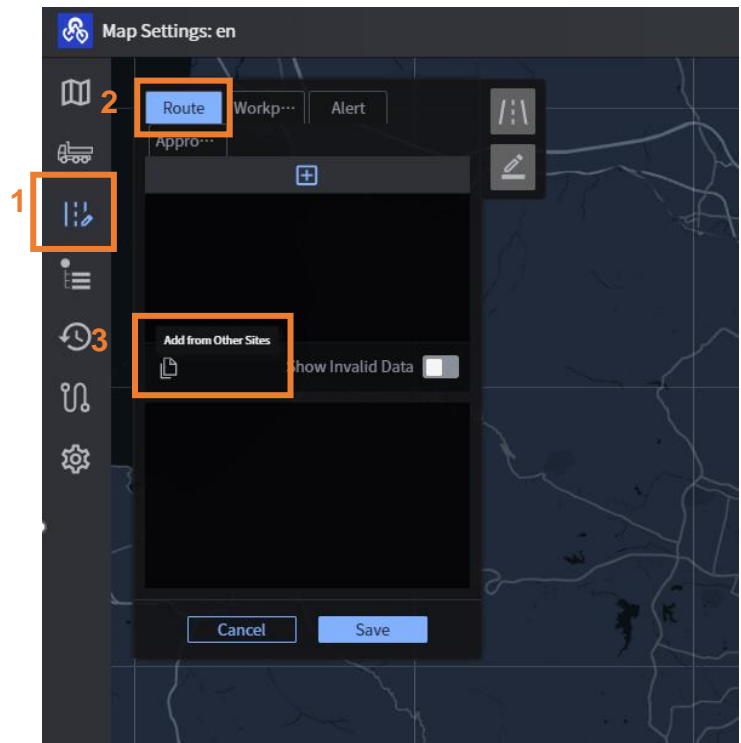 Map Settings: en
2
Route
Workp···
Alert
Appro···
1
3
Add from Other Sites
Show Invalid Data
Cancel
Save